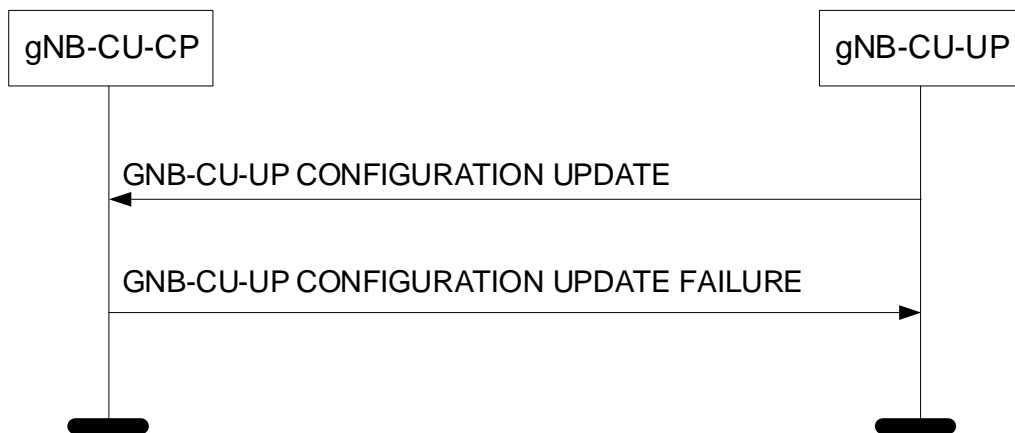 gNB-CU-CP
gNB-CU-UP
GNB-CU-UP CONFIGURATION UPDATE
GNB-CU-UP CONFIGURATION UPDATE FAILURE